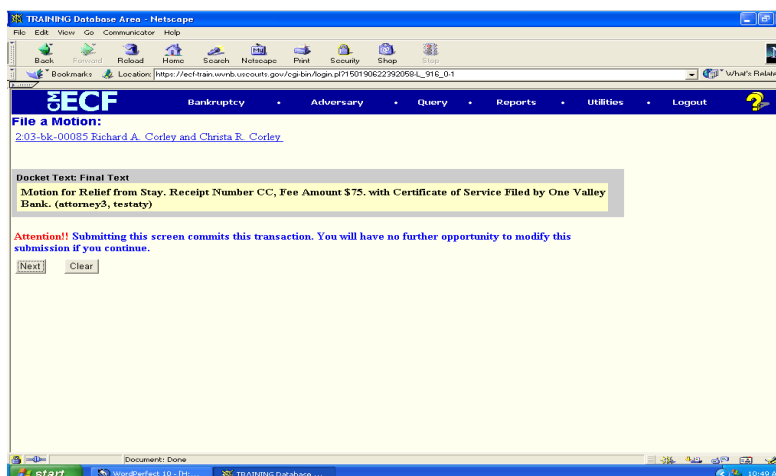 TRAINING Database Area - Netscape
File Edit View Go Communicator Help
Back Forward Reload Home Search Netscape Print Security Shop Stop
Bookmarks Location: https://ecf-train.wvnb.uscourts.gov/cgi-bin/login.pl?150190622392058-L_916_0-1 What's Relate
CM ECF Bankruptcy • Adversary • Query • Reports • Utilities • Logout ?
File a Motion:
2:03-bk-00085 Richard A. Corley and Christa R. Corley
Docket Text: Final Text
Motion for Relief from Stay. Receipt Number CC, Fee Amount $75. with Certificate of Service Filed by One Valley
Bank. (attorney3, testaty)
Attention!! Submitting this screen commits this transaction. You will have no further opportunity to modify this
submission if you continue.
Next Clear
Document: Done
start WordPerfect 10 - [H:... TRAINING Database ... 10:49 A